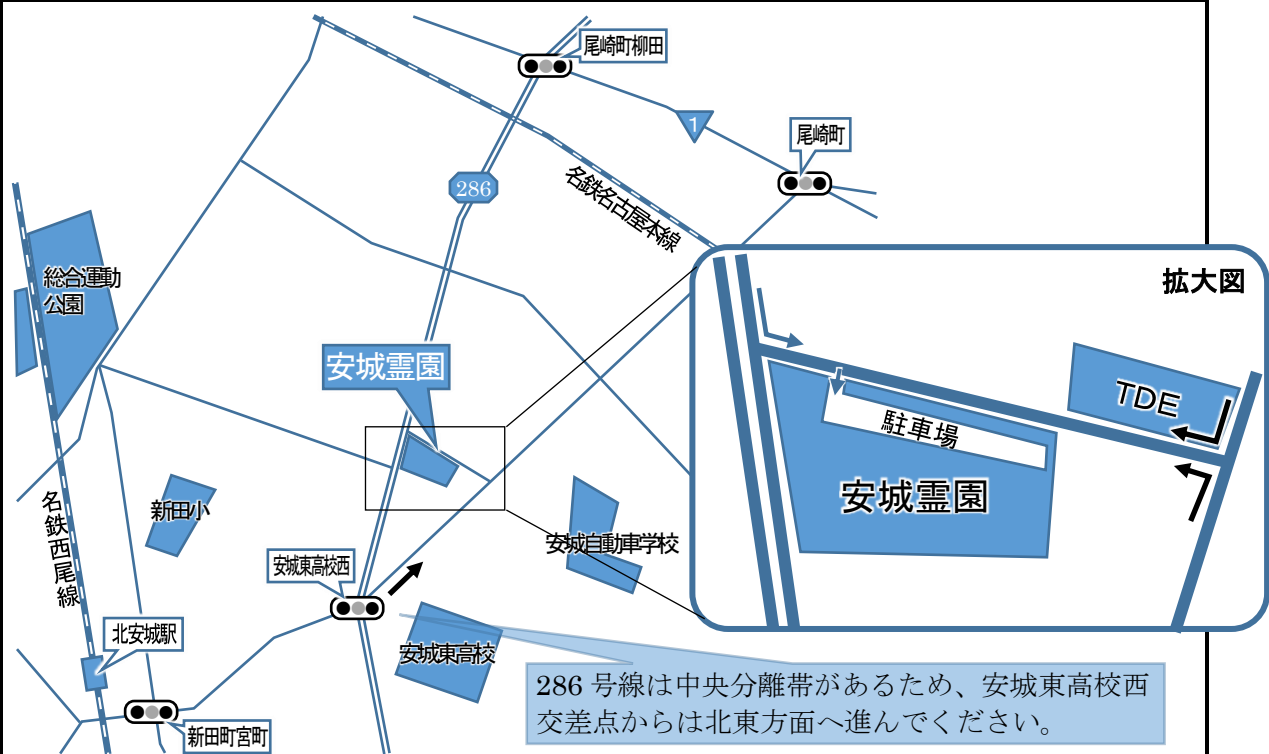 尾崎町柳田
1
尾崎町
286
名鉄名古屋本線
総合運動
公園
拡大図
安城霊園
TDE
駐車場
安城霊園
新田小
名鉄西尾線
安城自動車学校
安城東高校西
北安城駅
安城東高校
新田町宮町
286 号線は中央分離帯があるため、安城東高校西
交差点からは北東方面へ進んでください。